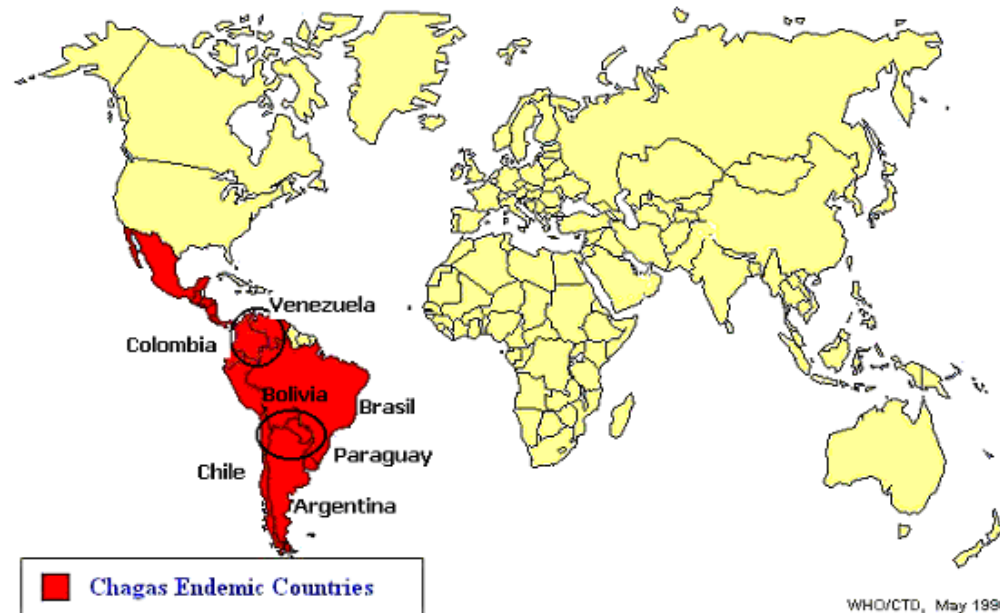 Venezuela
Colombia
Bolivia
Brasil
Paraguay
Chile
Argentina
Chagas Endemic Countries
WHO/CTD, May 199